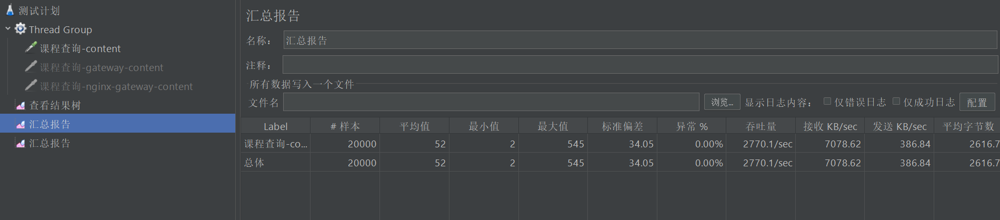 测试计划
Thread Group
课程查询-content
课程查询-gateway-content
课程查询-nginx-gateway-content
查看结果树
汇总报告
汇总报告
汇总报告
名称： 汇总报告
注释：
所有数据写入一个文件
文件名 浏览... 显示日志内容： 仅错误日志 仅成功日志 配置
Label # 样本 平均值 最小值 最大值 标准偏差 异常 % 吞吐量 接收 KB/sec 发送 KB/sec 平均字节数
课程查询-co... 20000 52 2 545 34.05 0.00% 2770.1/sec 7078.62 386.84 2616.7
总体 20000 52 2 545 34.05 0.00% 2770.1/sec 7078.62 386.84 2616.7